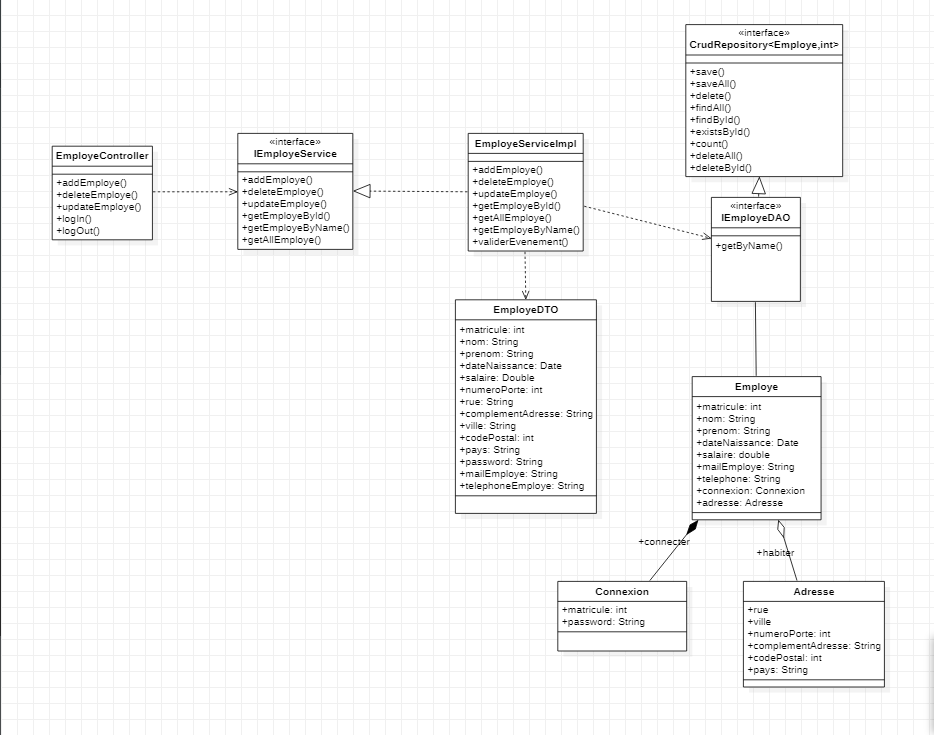 «interface»
CrudRepository<Employe,int>
+save()
+saveAll()
+delete()
+findAll()
+findById()
+existsById()
+count()
+deleteAll()
+deleteById()
EmployeController
+addEmploye()
+deleteEmploye()
+updateEmploye()
+logIn()
+logOut()
«interface»
IEmployeService
+addEmploye()
+deleteEmploye()
+updateEmploye()
+getEmployeById()
+getEmployeByName()
+getAllEmploye()
EmployeServiceImpl
+addEmploye()
+deleteEmploye()
+updateEmploye()
+getEmployeById()
+getAllEmploye()
+getEmployeByName()
+validerEvenement()
«interface»
IEmployeDAO
+getByName()
EmployeDTO
+matricule: int
+nom: String
+prenom: String
+dateNaissance: Date
+salaire: Double
+numeroPorte: int
+rue: String
+complementAdresse: String
+ville: String
+codePostal: int
+pays: String
+password: String
+mailEmploye: String
+telephoneEmploye: String
Employe
+matricule: int
+nom: String
+prenom: String
+dateNaissance: Date
+salaire: double
+mailEmploye: String
+telephone: String
+connexion: Connexion
+adresse: Adresse
+connecter
+habiter
Connexion
+matricule: int
+password: String
Adresse
+rue
+ville
+numeroPorte: int
+complementAdresse: String
+codePostal: int
+pays: String